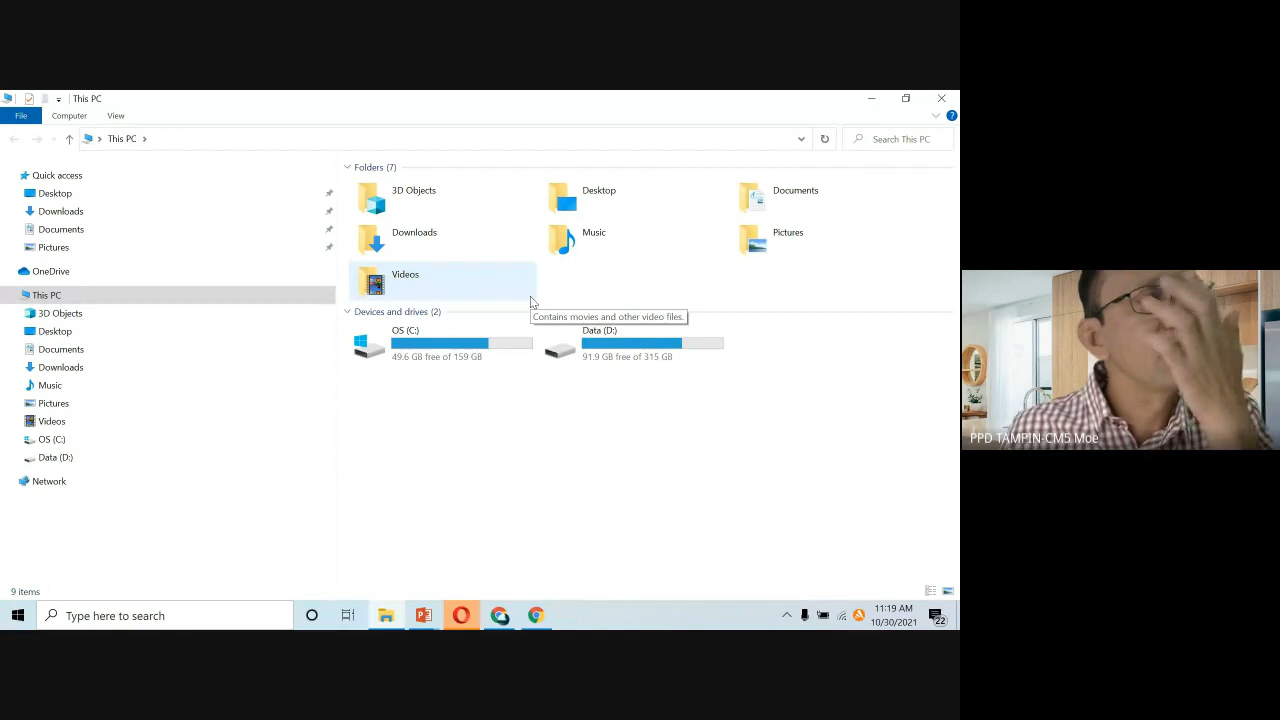 This PC
File Computer View
This PC
Search This PC
Quick access
Desktop
Downloads
Documents
Pictures
OneDrive
This PC
3D Objects
Desktop
Documents
Downloads
Music
Pictures
Videos
OS (C:)
Data (D:)
Network
Folders (7)
3D Objects Desktop Documents
Downloads Music Pictures
Videos
Contains movies and other video files.
Devices and drives (2)
OS (C:)
49.6 GB free of 159 GB
Data (D:)
91.9 GB free of 315 GB
9 items
Type here to search
11:19 AM
10/30/2021
22
PPD TAMPIN-CM5 Moe